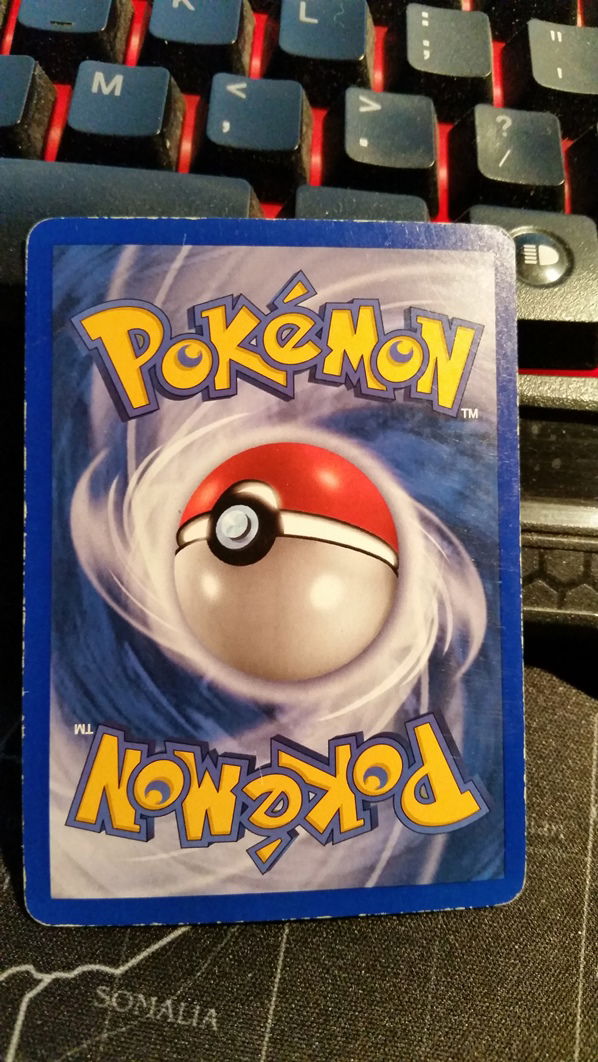 K L : ;
" '
M < , > . ? /
POKéMON
TM
POKéMON
TM
SOMALIA